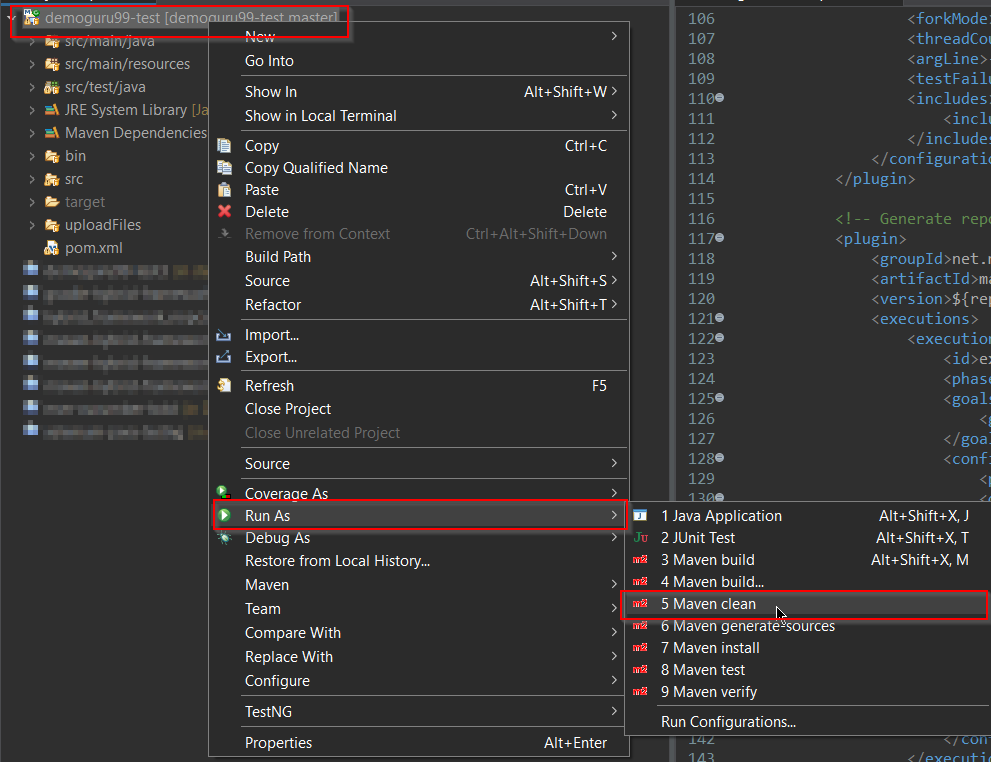 demoguru99-test [demoguru99-test master]
src/main/java
src/main/resources
src/test/java
JRE System Library [Ja
Maven Dependencies
bin
src
target
uploadFiles
pom.xml
New
Go Into
Show In Alt+Shift+W
Show in Local Terminal
Copy Ctrl+C
Copy Qualified Name
Paste Ctrl+V
Delete Delete
Remove from Context Ctrl+Alt+Shift+Down
Build Path
Source Alt+Shift+S
Refactor Alt+Shift+T
Import...
Export...
Refresh F5
Close Project
Close Unrelated Project
Source
Coverage As
Run As
Debug As
Restore from Local History...
Maven
Team
Compare With
Replace With
Configure
TestNG
Properties Alt+Enter
1 Java Application Alt+Shift+X, J
2 JUnit Test Alt+Shift+X, T
3 Maven build Alt+Shift+X, M
4 Maven build...
5 Maven clean
6 Maven generate-sources
7 Maven install
8 Maven test
9 Maven verify
Run Configurations...
106 <forkMode
107 <threadCou
108 <argLine>
109 <testFailu
110 <includes
111 <inclu
112 </includes
113 </configuratio
114 </plugin>
115
116 <!-- Generate repo
117 <plugin>
118 <groupId>net.m
119 <artifactId>ma
120 <version>${rep
121 <executions>
122 <execution
123 <id>ex
124 <phase
125 <goals
126 <g
127 </goal
128 <confi
129 <p
130 <
142 </conf
143 </executio